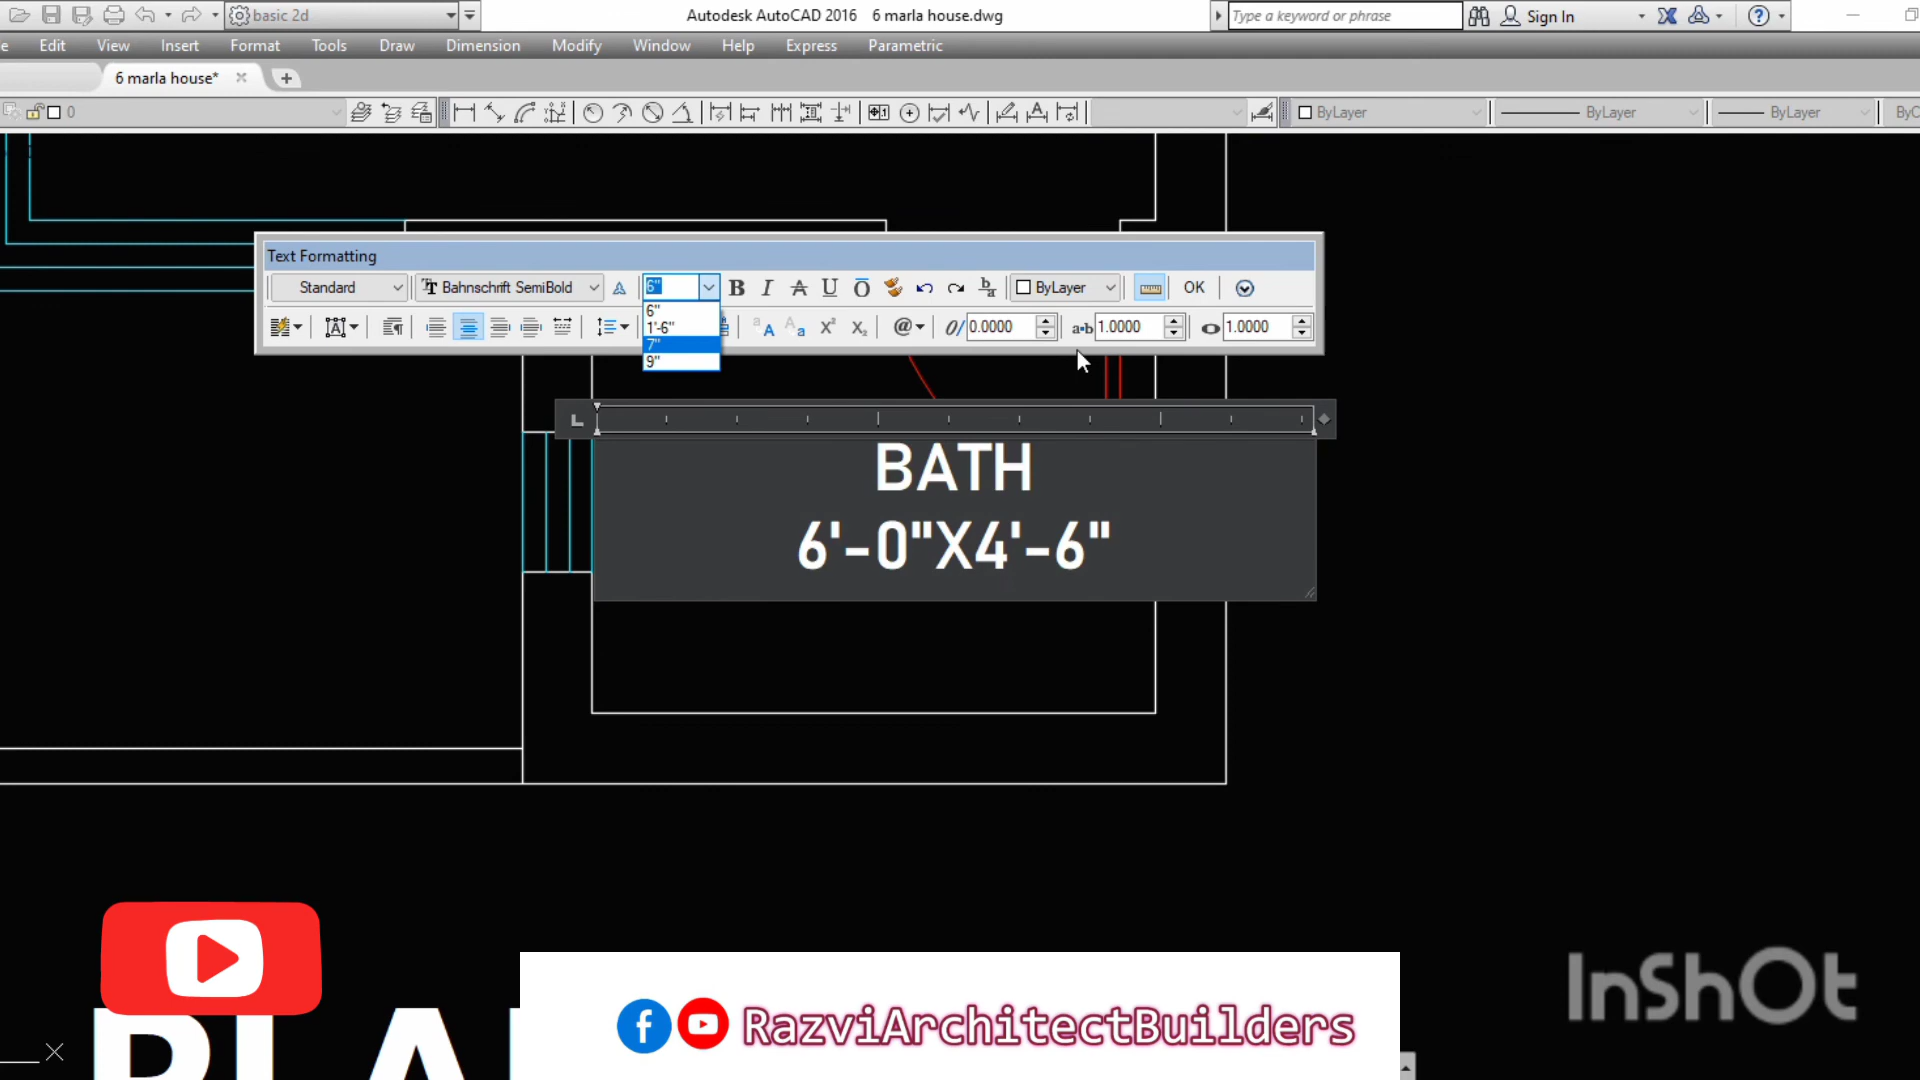 basic 2d
Autodesk AutoCAD 2016 6 marla house.dwg
Type a keyword or phrase
Sign In
Edit View Insert Format Tools Draw Dimension Modify Window Help Express Parametric
6 marla house*
0
ByLayer
ByLayer
ByLayer
Text Formatting
Standard
Bahnschrift SemiBold
6"
ByLayer
OK
6"
1'-6"
7"
9"
0.0000
1.0000
1.0000
BATH
6'-0"X4'-6"
InShOt
RazviArchitectBuilders